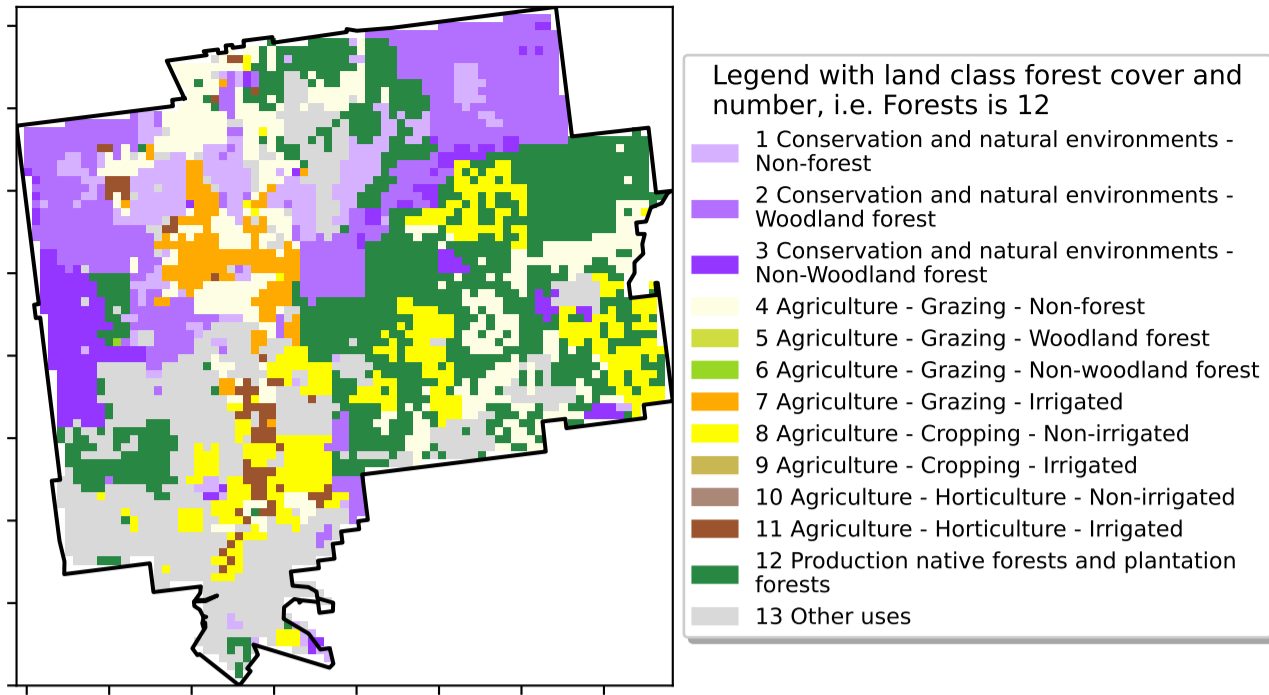 Legend with land class forest cover and
number, i.e. Forests is 12
1 Conservation and natural environments -
Non-forest
2 Conservation and natural environments -
Woodland forest
3 Conservation and natural environments -
Non-Woodland forest
4 Agriculture - Grazing - Non-forest
5 Agriculture - Grazing - Woodland forest
6 Agriculture - Grazing - Non-woodland forest
7 Agriculture - Grazing - Irrigated
8 Agriculture - Cropping - Non-irrigated
9 Agriculture - Cropping - Irrigated
10 Agriculture - Horticulture - Non-irrigated
11 Agriculture - Horticulture - Irrigated
12 Production native forests and plantation
forests
13 Other uses